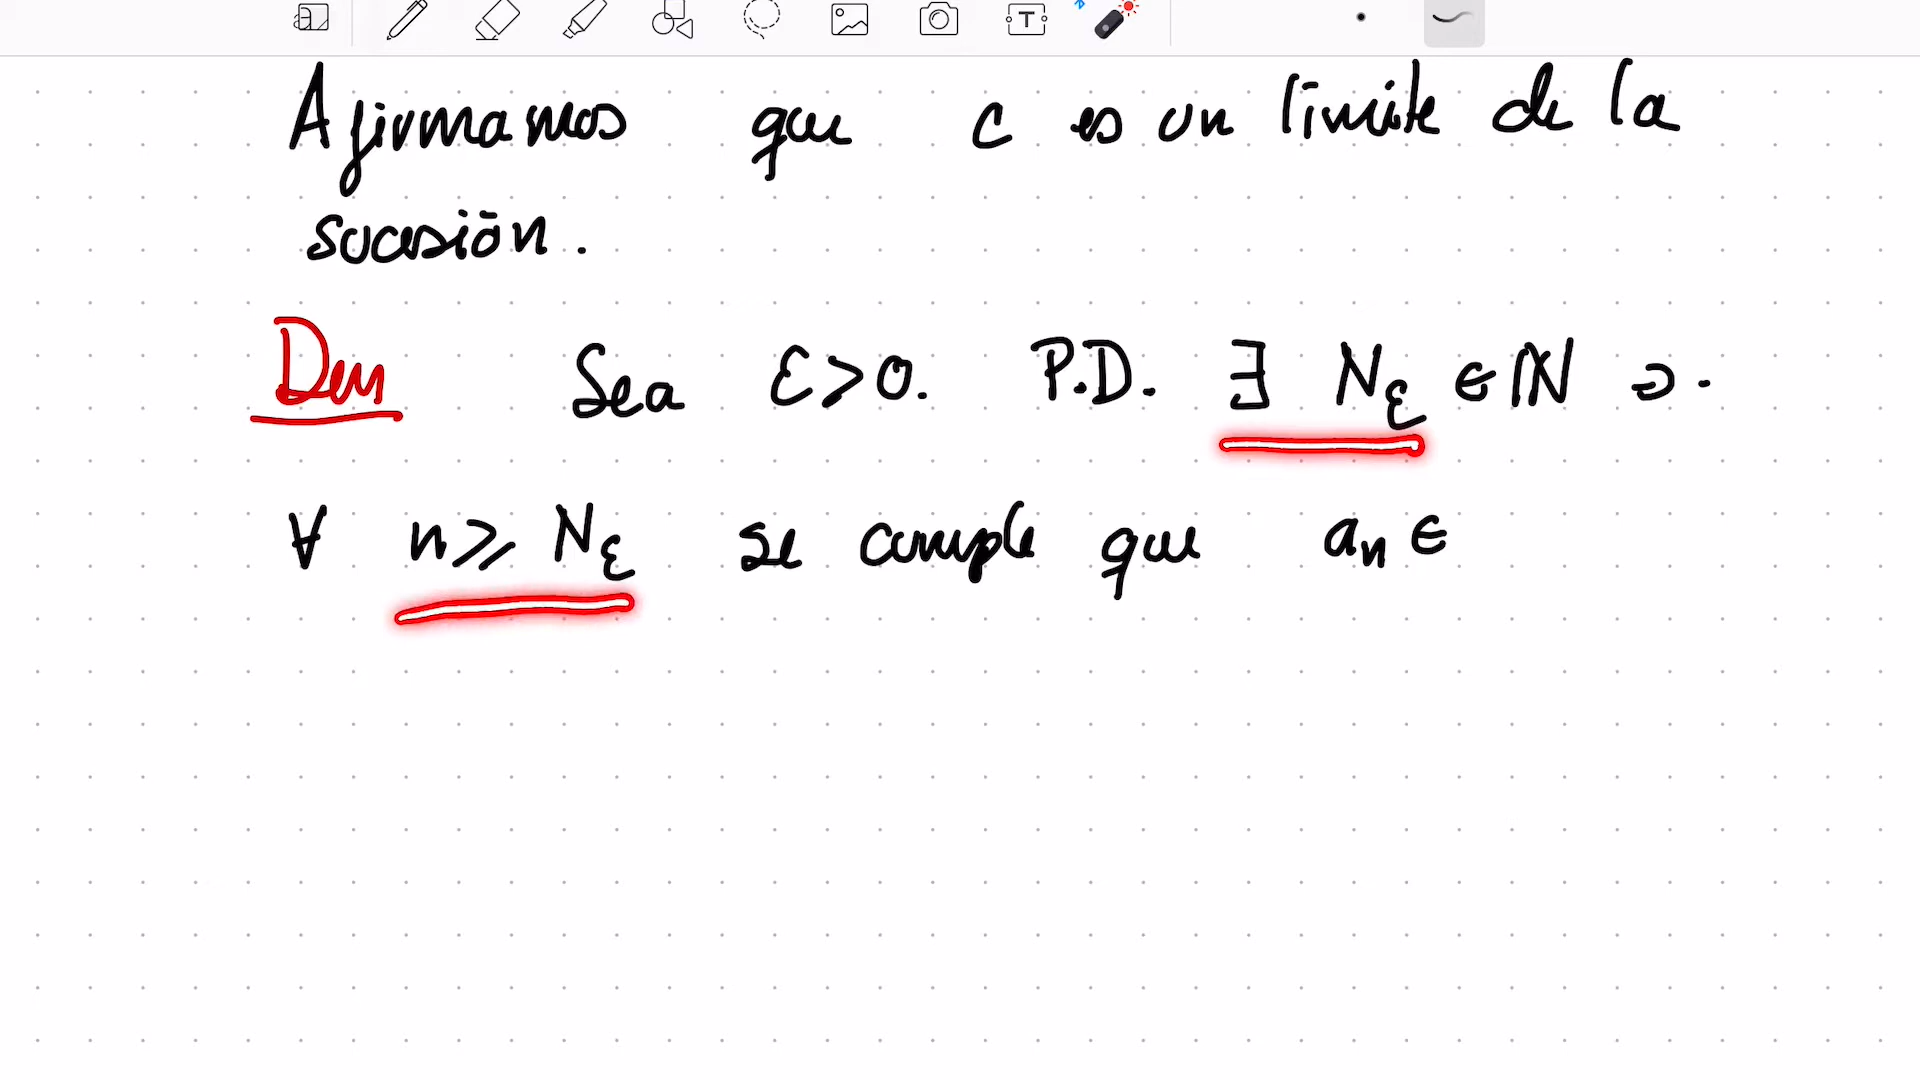 Afirmamos que c es un límite de la
sucesión.
Dem Sea ε>0. P.D. ∃ Nε ∈ ℕ ∋.
∀ n ≥ Nε se cumple que an ∈